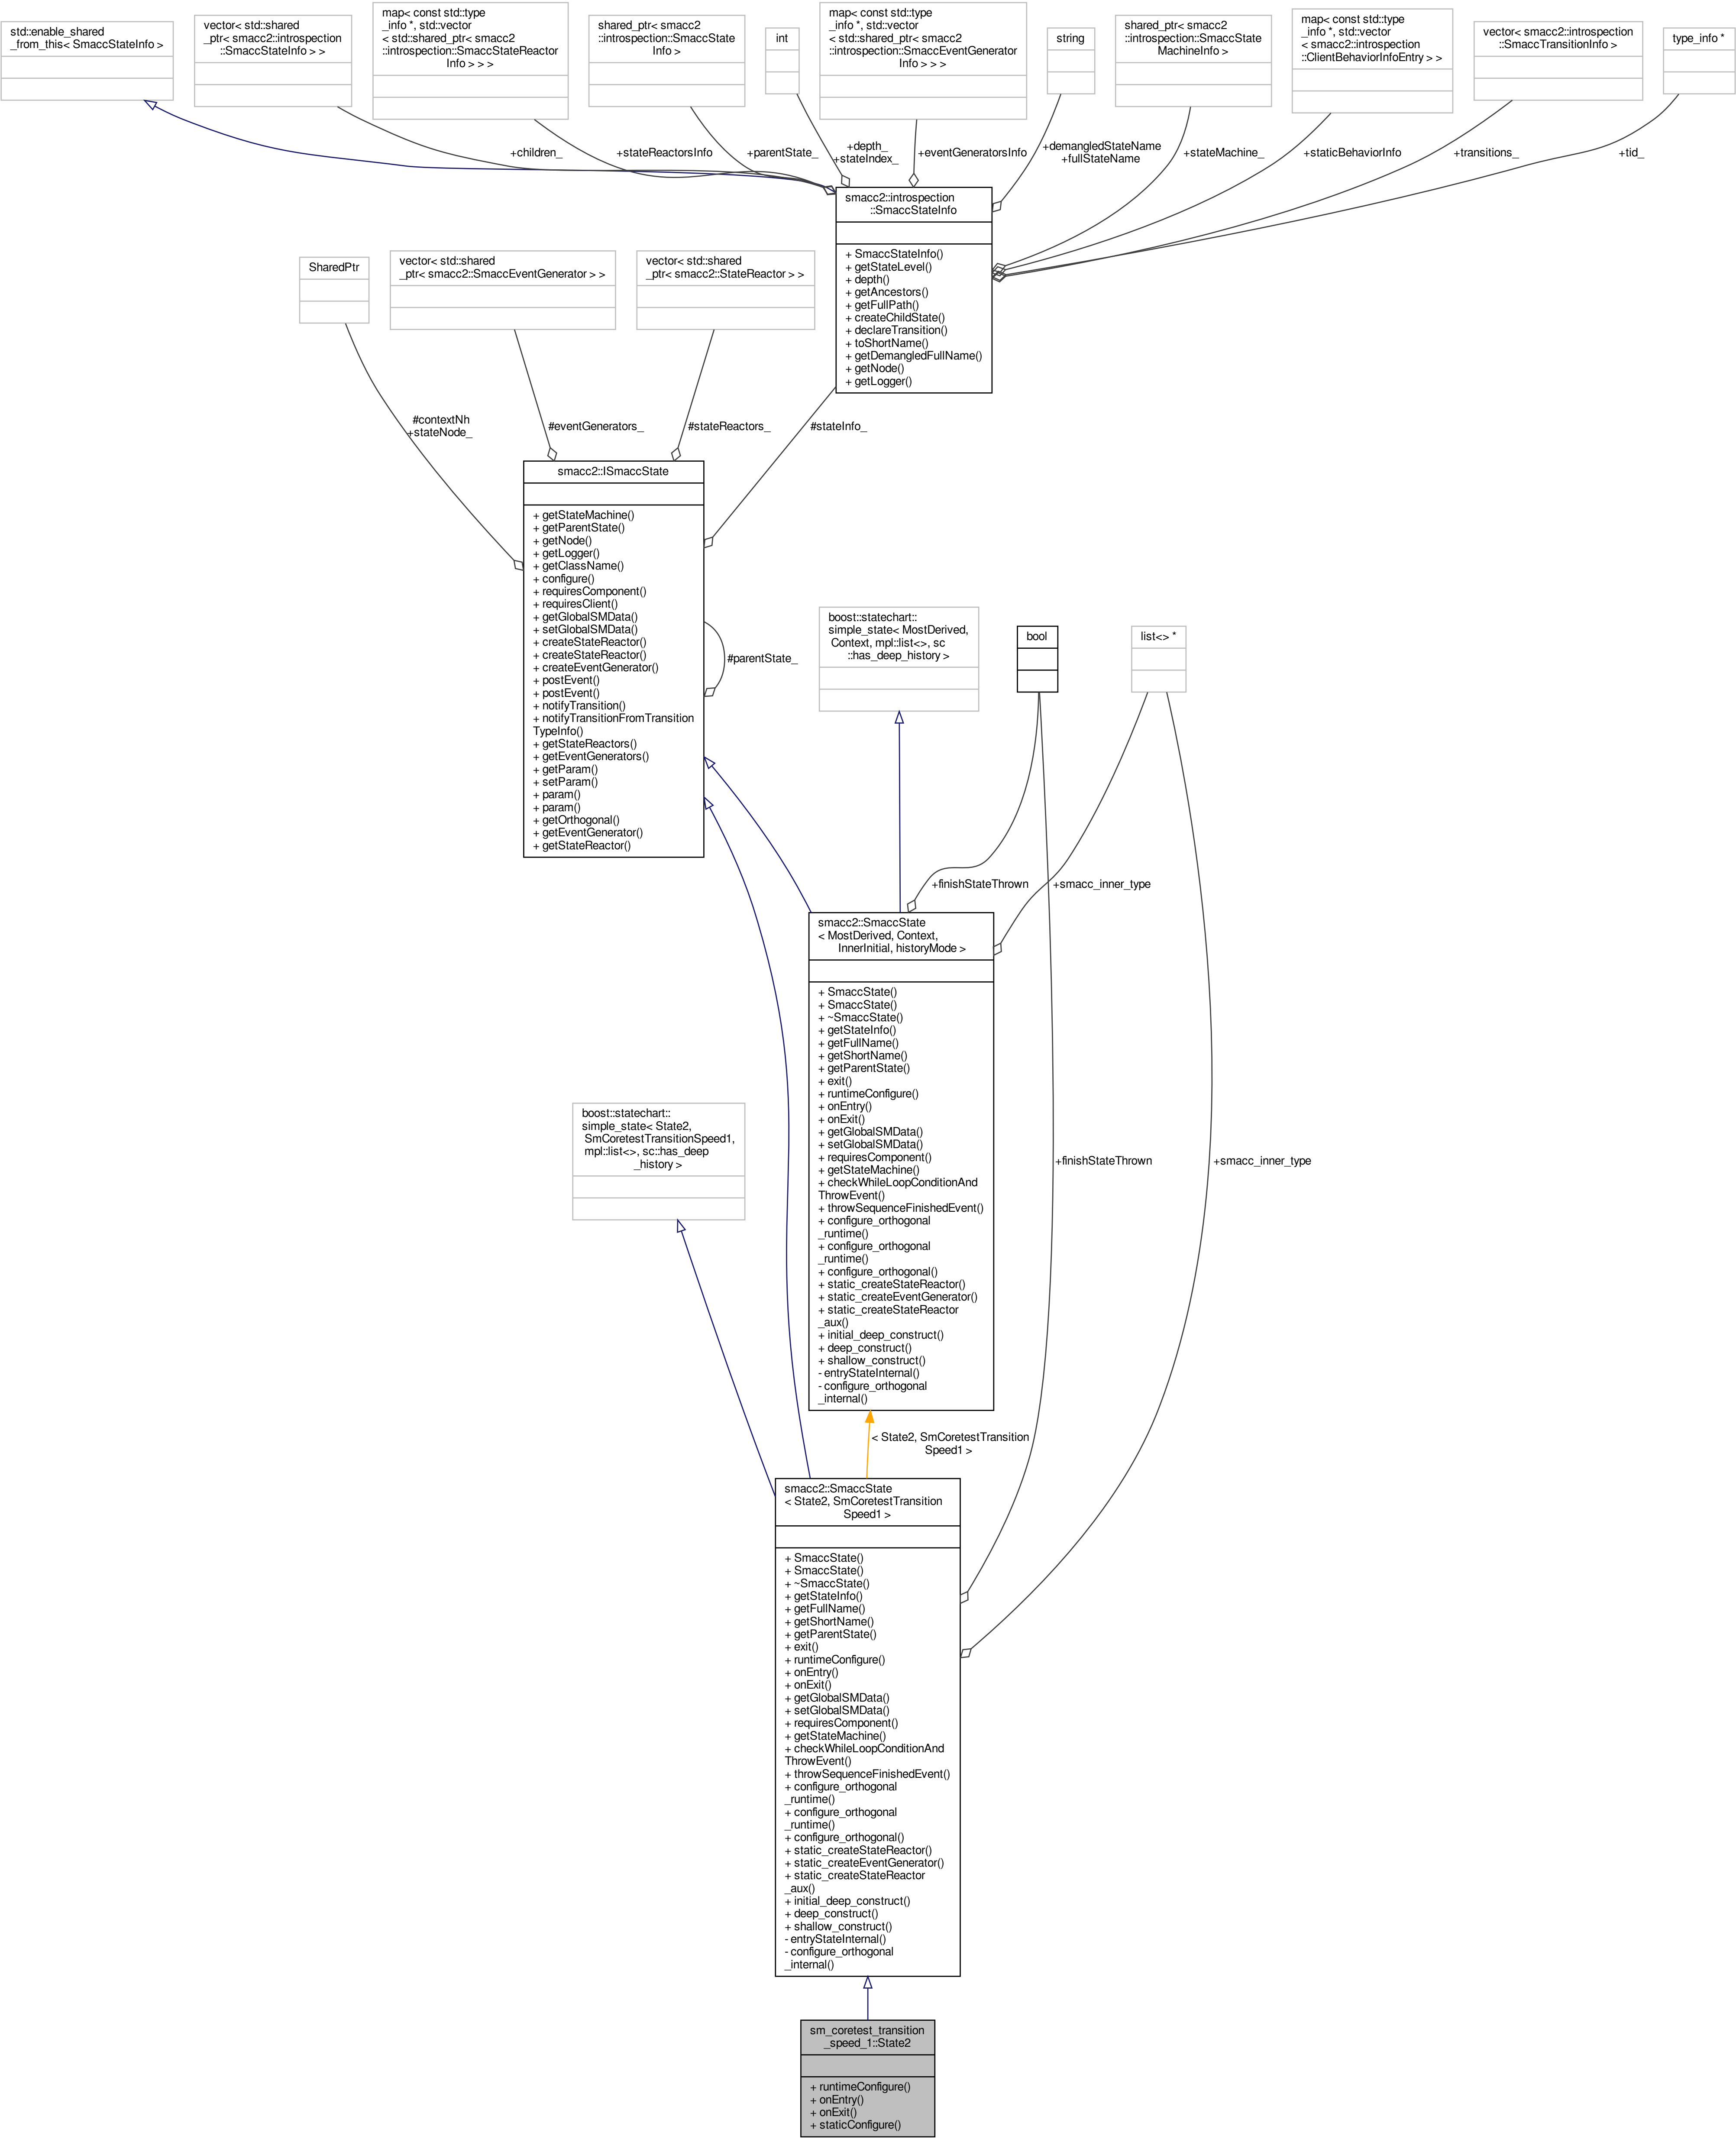 std::enable_shared
_from_this< SmaccStateInfo >
vector< std::shared
_ptr< smacc2::introspection
::SmaccStateInfo > >
map< const std::type
_info *, std::vector
< std::shared_ptr< smacc2
::introspection::SmaccStateReactor
Info > > >
shared_ptr< smacc2
::introspection::SmaccState
Info >
int
map< const std::type
_info *, std::vector
< std::shared_ptr< smacc2
::introspection::SmaccEventGenerator
Info > > >
string
shared_ptr< smacc2
::introspection::SmaccState
MachineInfo >
map< const std::type
_info *, std::vector
< smacc2::introspection
::ClientBehaviorInfoEntry > >
vector< smacc2::introspection
::SmaccTransitionInfo >
type_info *
+children_
+stateReactorsInfo
+parentState_
+depth_
+stateIndex_
+eventGeneratorsInfo
+demangledStateName
+fullStateName
+stateMachine_
+staticBehaviorInfo
+transitions_
+tid_
smacc2::introspection
::SmaccStateInfo
+ SmaccStateInfo()
+ getStateLevel()
+ depth()
+ getAncestors()
+ getFullPath()
+ createChildState()
+ declareTransition()
+ toShortName()
+ getDemangledFullName()
+ getNode()
+ getLogger()
SharedPtr
vector< std::shared
_ptr< smacc2::SmaccEventGenerator > >
vector< std::shared
_ptr< smacc2::StateReactor > >
#contextNh
+stateNode_
#eventGenerators_
#stateReactors_
#stateInfo_
smacc2::ISmaccState
+ getStateMachine()
+ getParentState()
+ getNode()
+ getLogger()
+ getClassName()
+ configure()
+ requiresComponent()
+ requiresClient()
+ getGlobalSMData()
+ setGlobalSMData()
+ createStateReactor()
+ createStateReactor()
+ createEventGenerator()
+ postEvent()
+ postEvent()
+ notifyTransition()
+ notifyTransitionFromTransition
TypeInfo()
+ getStateReactors()
+ getEventGenerators()
+ getParam()
+ setParam()
+ param()
+ param()
+ getOrthogonal()
+ getEventGenerator()
+ getStateReactor()
#parentState_
boost::statechart::
simple_state< MostDerived,
Context, mpl::list<>, sc
::has_deep_history >
bool
list<> *
+finishStateThrown
+smacc_inner_type
smacc2::SmaccState
< MostDerived, Context,
InnerInitial, historyMode >
+ SmaccState()
+ SmaccState()
+ ~SmaccState()
+ getStateInfo()
+ getFullName()
+ getShortName()
+ getParentState()
+ exit()
+ runtimeConfigure()
+ onEntry()
+ onExit()
+ getGlobalSMData()
+ setGlobalSMData()
+ requiresComponent()
+ getStateMachine()
+ checkWhileLoopConditionAnd
ThrowEvent()
+ throwSequenceFinishedEvent()
+ configure_orthogonal
_runtime()
+ configure_orthogonal
_runtime()
+ configure_orthogonal()
+ static_createStateReactor()
+ static_createEventGenerator()
+ static_createStateReactor
_aux()
+ initial_deep_construct()
+ deep_construct()
+ shallow_construct()
- entryStateInternal()
- configure_orthogonal
_internal()
boost::statechart::
simple_state< State2,
SmCoretestTransitionSpeed1,
mpl::list<>, sc::has_deep
_history >
+finishStateThrown
+smacc_inner_type
< State2, SmCoretestTransition
Speed1 >
smacc2::SmaccState
< State2, SmCoretestTransition
Speed1 >
+ SmaccState()
+ SmaccState()
+ ~SmaccState()
+ getStateInfo()
+ getFullName()
+ getShortName()
+ getParentState()
+ exit()
+ runtimeConfigure()
+ onEntry()
+ onExit()
+ getGlobalSMData()
+ setGlobalSMData()
+ requiresComponent()
+ getStateMachine()
+ checkWhileLoopConditionAnd
ThrowEvent()
+ throwSequenceFinishedEvent()
+ configure_orthogonal
_runtime()
+ configure_orthogonal
_runtime()
+ configure_orthogonal()
+ static_createStateReactor()
+ static_createEventGenerator()
+ static_createStateReactor
_aux()
+ initial_deep_construct()
+ deep_construct()
+ shallow_construct()
- entryStateInternal()
- configure_orthogonal
_internal()
sm_coretest_transition
_speed_1::State2
+ runtimeConfigure()
+ onEntry()
+ onExit()
+ staticConfigure()